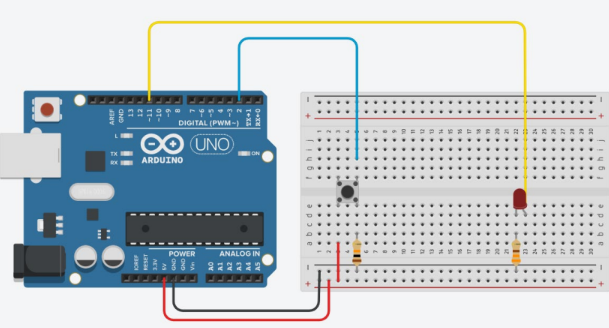 AREF
GND
13
12
~11
~10
~9
8
7
~6
~5
4
~3
2
TX→1
RX←0
DIGITAL (PWM~)
L
TX
RX
ARDUINO
UNO
ON
IOREF
RESET
3.3V
5V
GND
GND
Vin
POWER
ANALOG IN
A0
A1
A2
A3
A4
A5